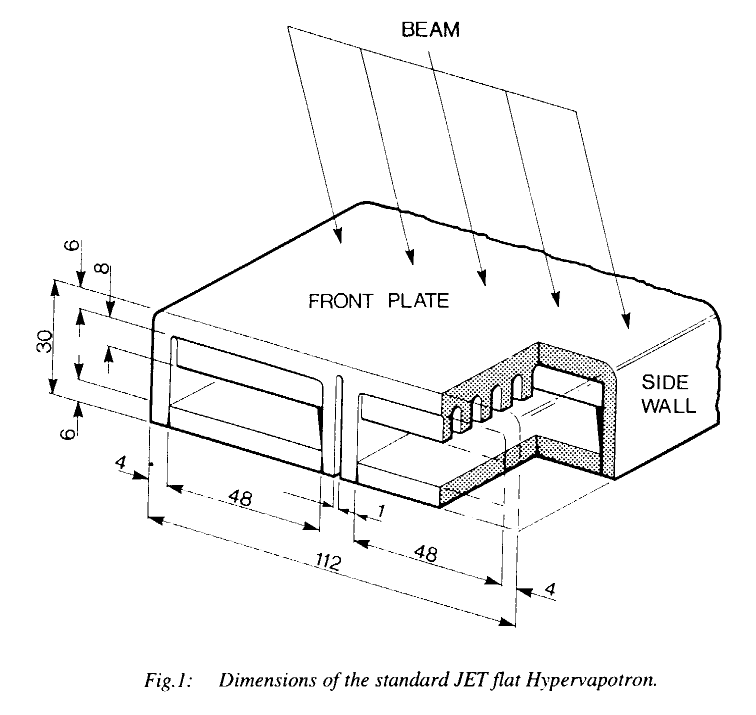 BEAM
FRONT PLATE
SIDE
WALL
6
8
30
6
4
48
1
48
112
4
Fig.1: Dimensions of the standard JET flat Hypervapotron.